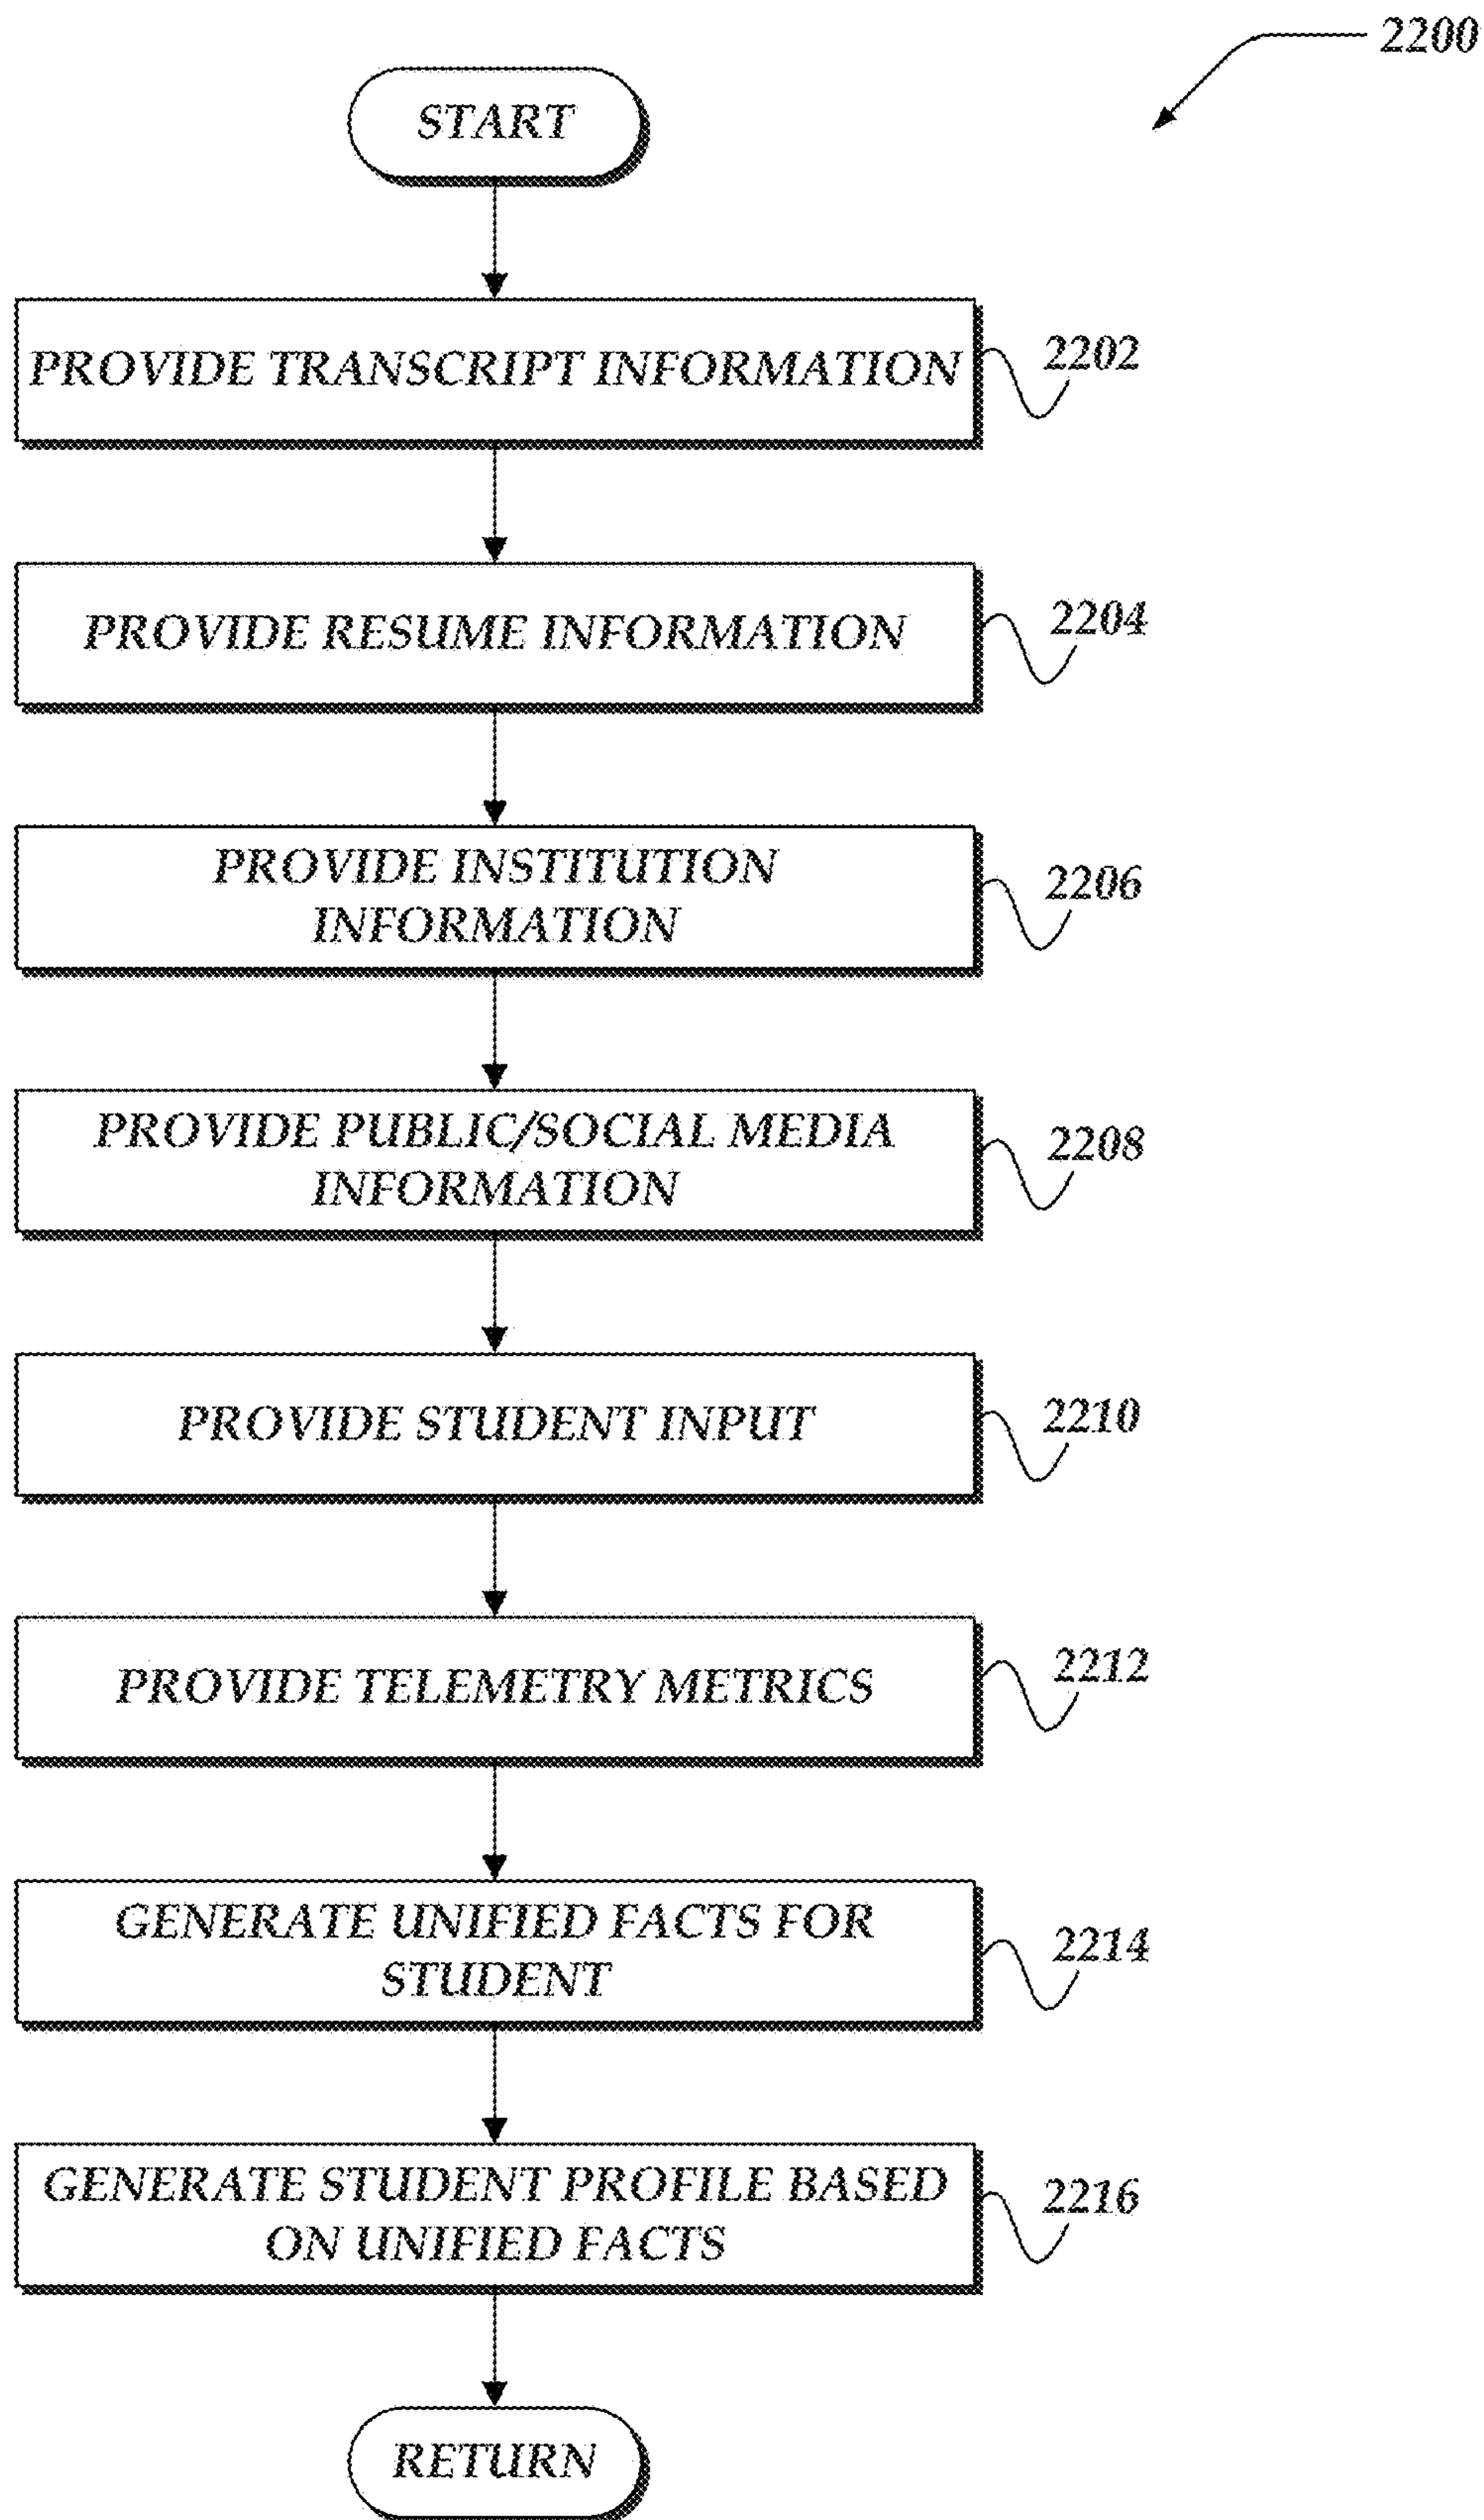 2200
START
PROVIDE TRANSCRIPT INFORMATION
2202
PROVIDE RESUME INFORMATION
2204
PROVIDE INSTITUTION
INFORMATION
2206
PROVIDE PUBLIC/SOCIAL MEDIA
INFORMATION
2208
PROVIDE STUDENT INPUT
2210
PROVIDE TELEMETRY METRICS
2212
GENERATE UNIFIED FACTS FOR
STUDENT
2214
GENERATE STUDENT PROFILE BASED
ON UNIFIED FACTS
2216
RETURN